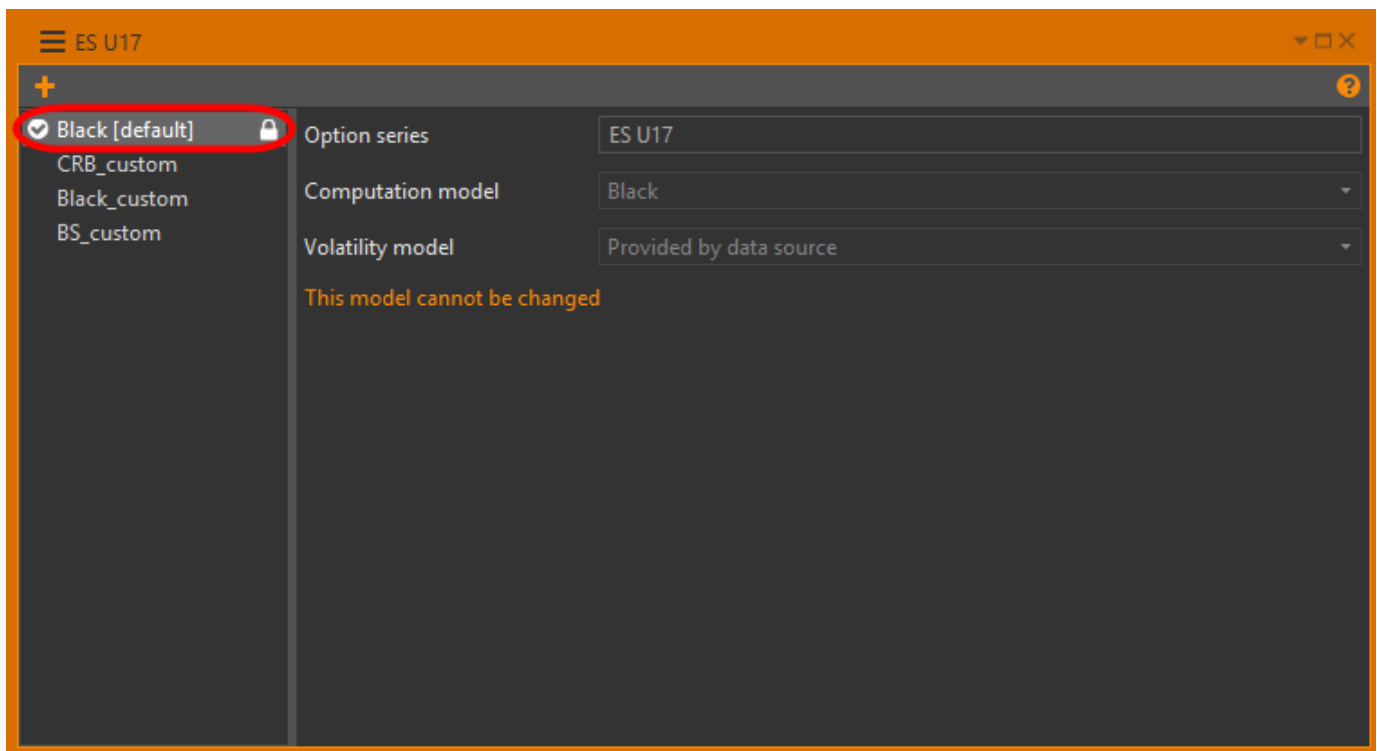 ES U17
Black [default]
CRB_custom
Black_custom
BS_custom
Option series
ES U17
Computation model
Black
Volatility model
Provided by data source
This model cannot be changed